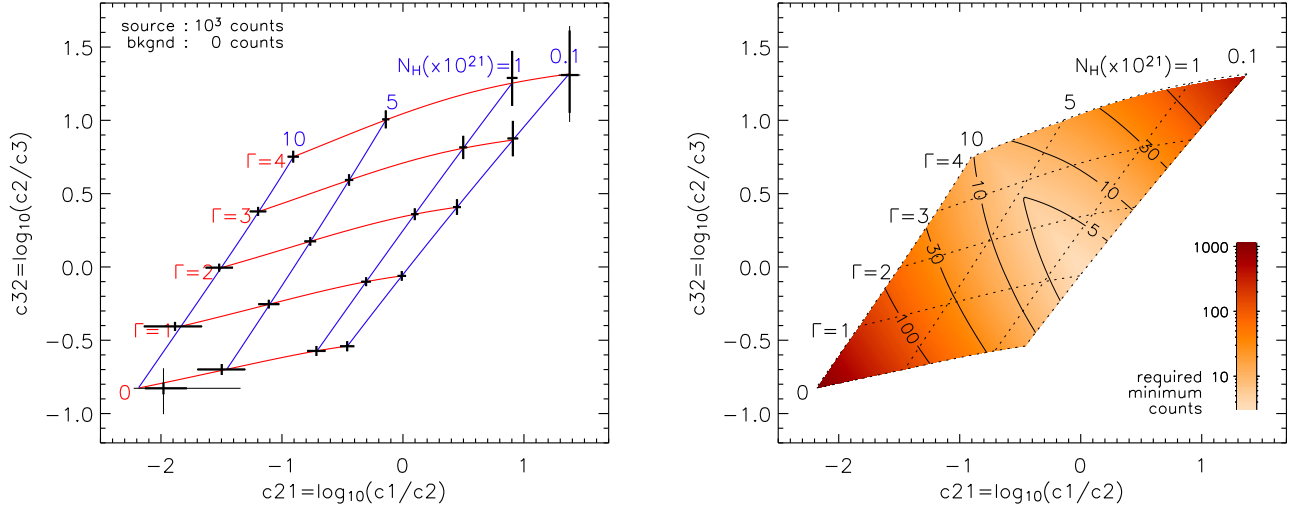 source : 10³ counts
bkgnd : 0 counts
N_H(x10²¹)=1
0.1
5
10
Γ=4
Γ=3
Γ=2
Γ=1
0
1.5
1.0
0.5
0.0
−0.5
−1.0
c32=log₁₀(c2/c3)
−2
−1
0
1
c21=log₁₀(c1/c2)
0.1
N_H(x10²¹)=1
5
10
Γ=4
Γ=3
Γ=2
Γ=1
0
30
10
5
10
30
100
1000
100
10
required
minimum
counts
1.5
1.0
0.5
0.0
−0.5
−1.0
c32=log₁₀(c2/c3)
−2
−1
0
1
c21=log₁₀(c1/c2)